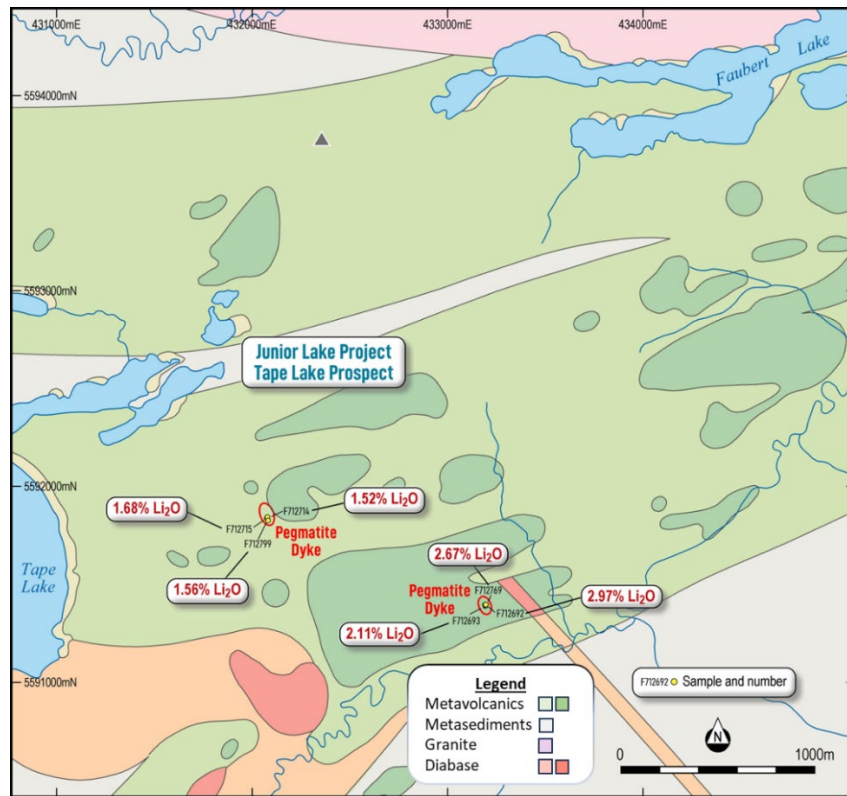 431000mE
432000mE
433000mE
434000mE
Faubert Lake
5594000mN
5593000mN
Junior Lake Project
Tape Lake Prospect
5592000mN
1.68% Li₂O
1.52% Li₂O
F712714
F712715
F712799
Pegmatite
Dyke
1.56% Li₂O
Tape
Lake
2.67% Li₂O
Pegmatite
Dyke
F712769
F712692
F712693
2.97% Li₂O
2.11% Li₂O
5591000mN
Legend
Metavolcanics
Metasediments
Granite
Diabase
F712692 Sample and number
N
0 1000m